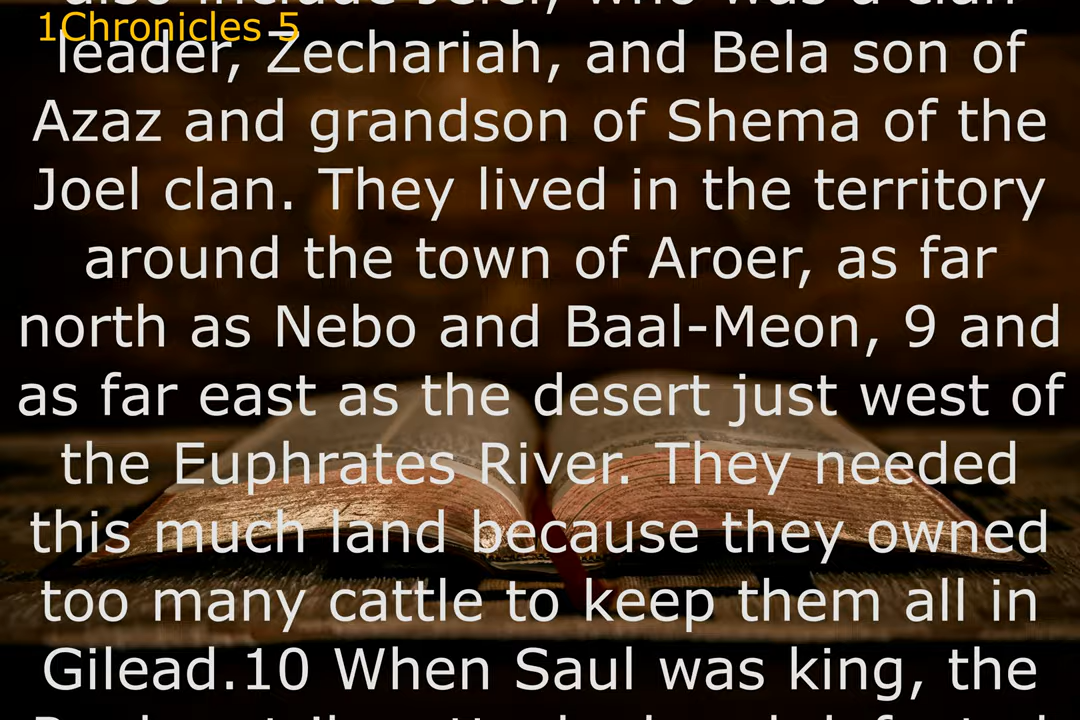 also include Jeiel, who was a clan
1Chronicles 5
leader, Zechariah, and Bela son of
Azaz and grandson of Shema of the
Joel clan. They lived in the territory
around the town of Aroer, as far
north as Nebo and Baal-Meon, 9 and
as far east as the desert just west of
the Euphrates River. They needed
this much land because they owned
too many cattle to keep them all in
Gilead.10 When Saul was king, the